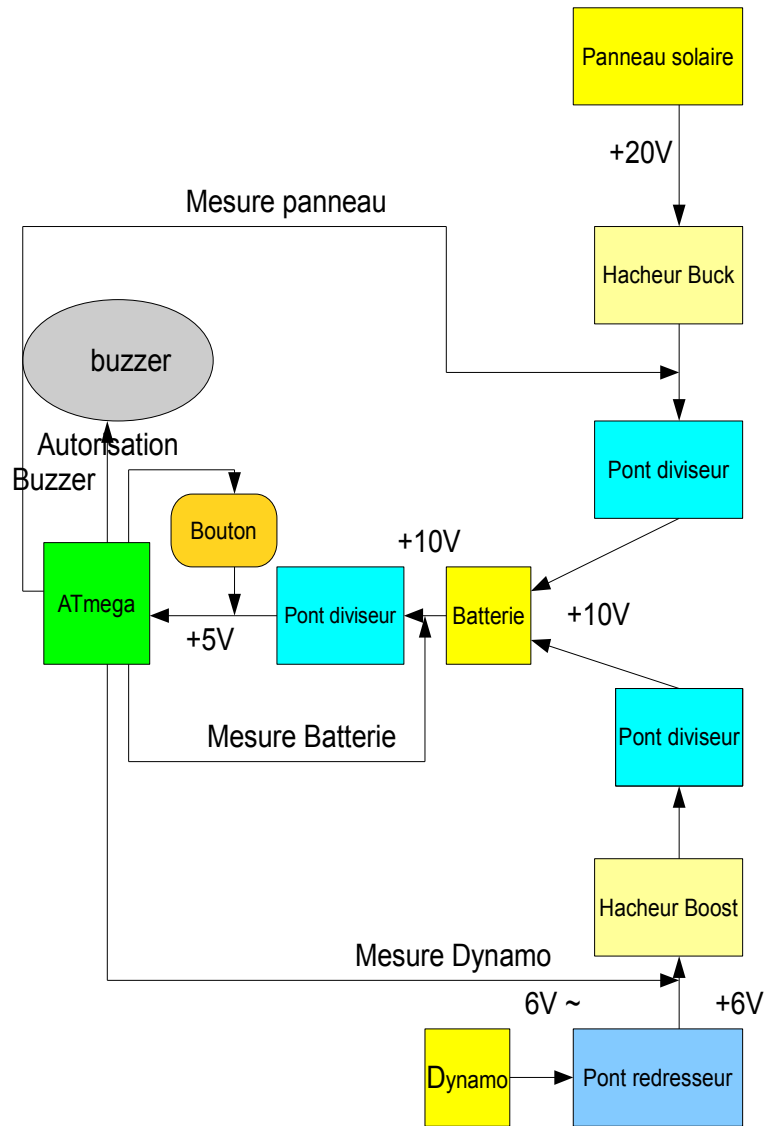 Panneau solaire
+20V
Mesure panneau
Hacheur Buck
buzzer
Autorisation
Buzzer
Pont diviseur
Bouton
+10V
ATmega
Pont diviseur
Batterie
+10V
+5V
Mesure Batterie
Pont diviseur
Hacheur Boost
Mesure Dynamo
6V ~
+6V
Dynamo
Pont redresseur